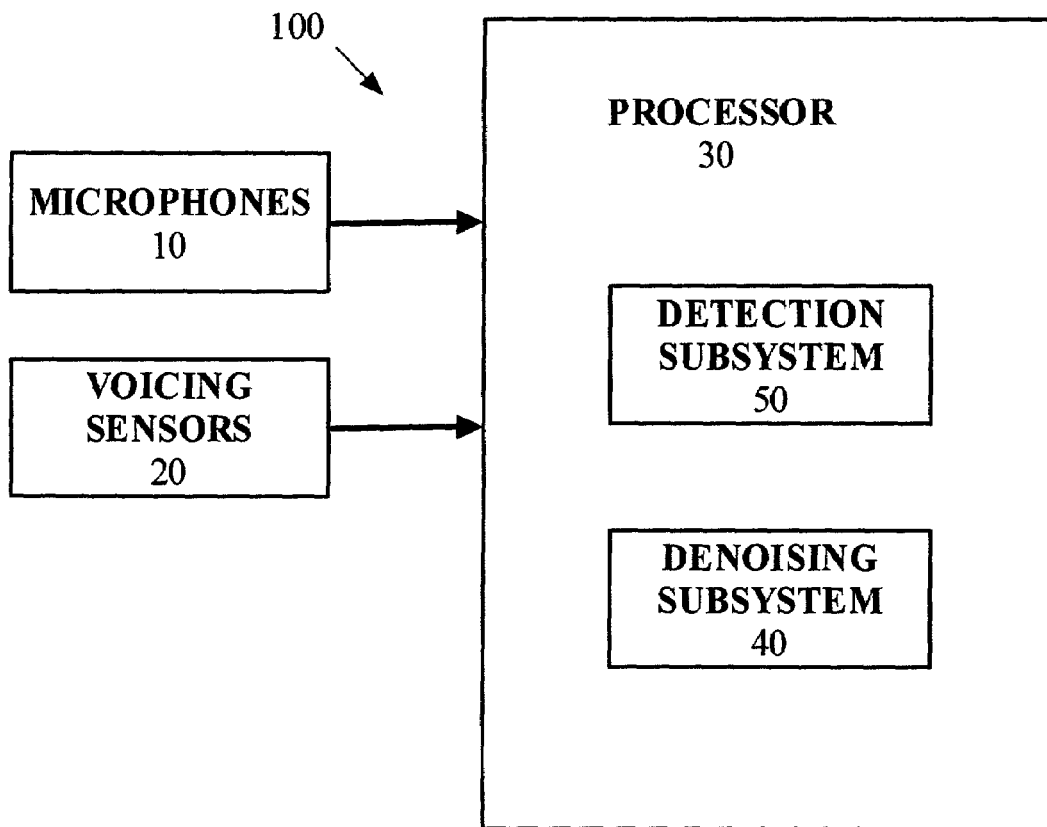 100
PROCESSOR
30
MICROPHONES
10
VOICING
SENSORS
20
DETECTION
SUBSYSTEM
50
DENOISING
SUBSYSTEM
40